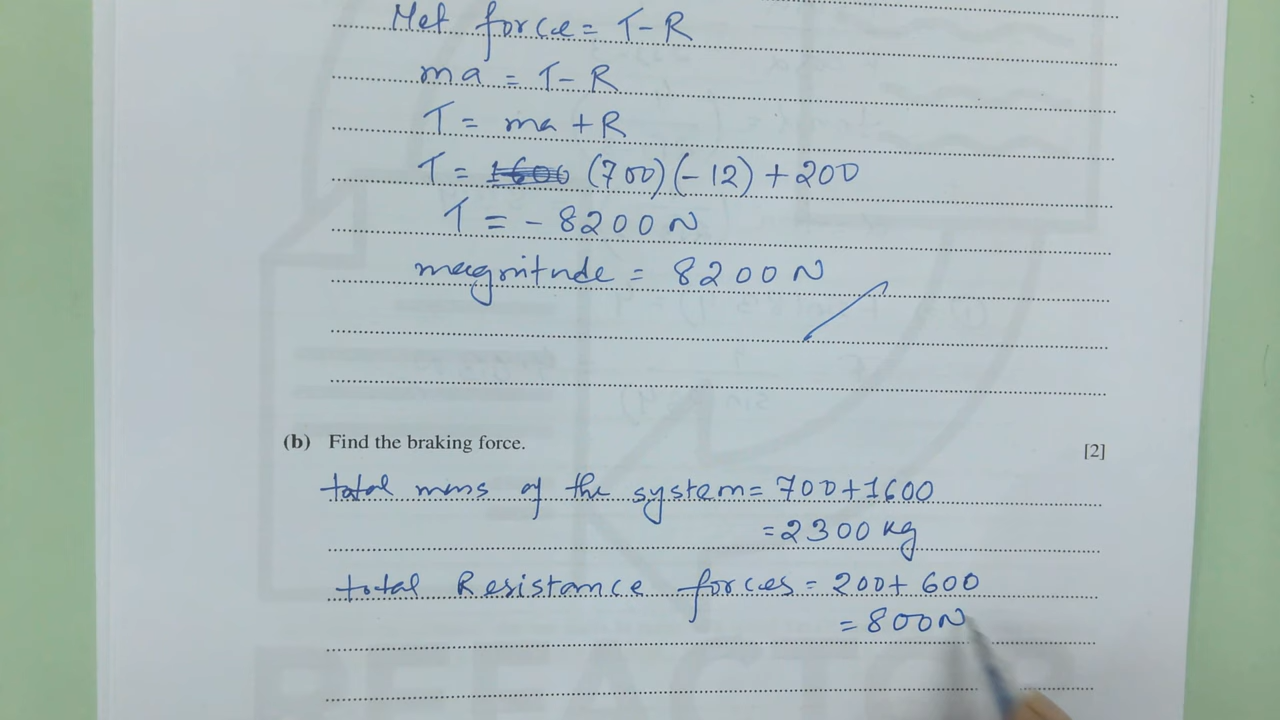 Net force = T-R
ma = T-R
T = ma + R
T = 1600 (700)(-12) + 200
T = - 8200 N
magnitude = 8200 N
(b) Find the braking force. [2]
total mass of the system = 700 + 1600
= 2300 kg
total Resistance forces = 200 + 600
= 800 N